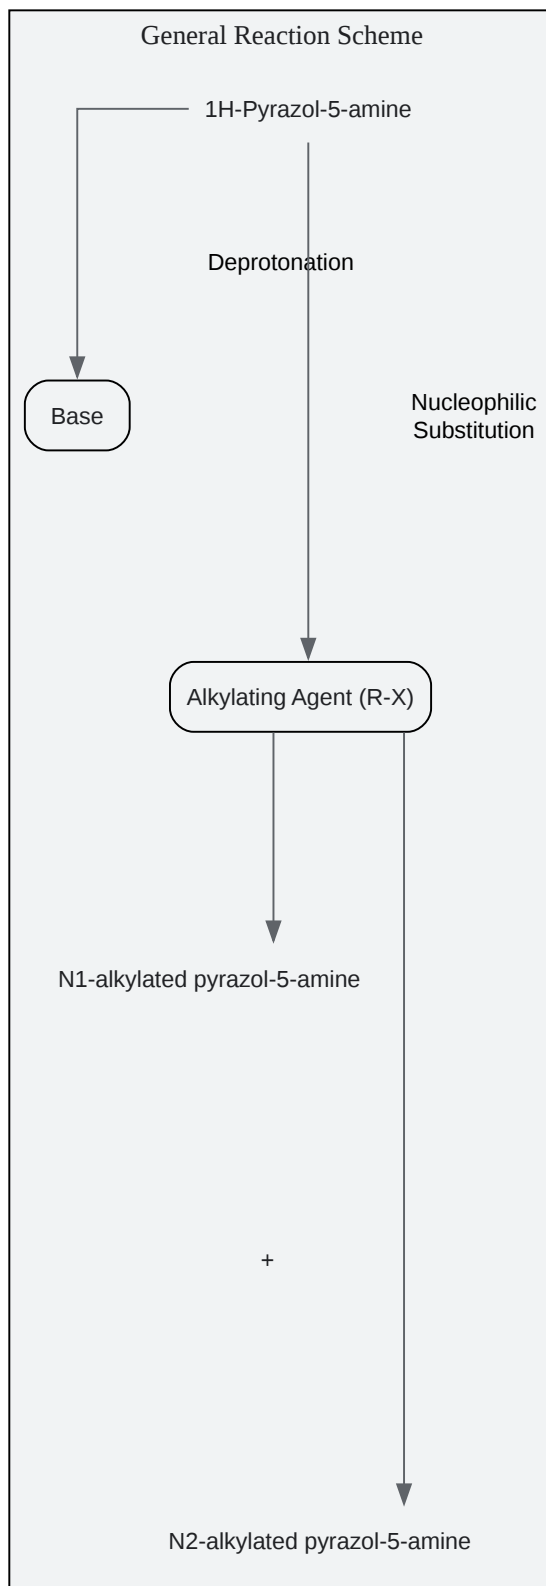 General Reaction Scheme
1H-Pyrazol-5-amine
Deprotonation
Nucleophilic
Substitution
Base
Alkylating Agent (R-X)
N1-alkylated pyrazol-5-amine
+
N2-alkylated pyrazol-5-amine